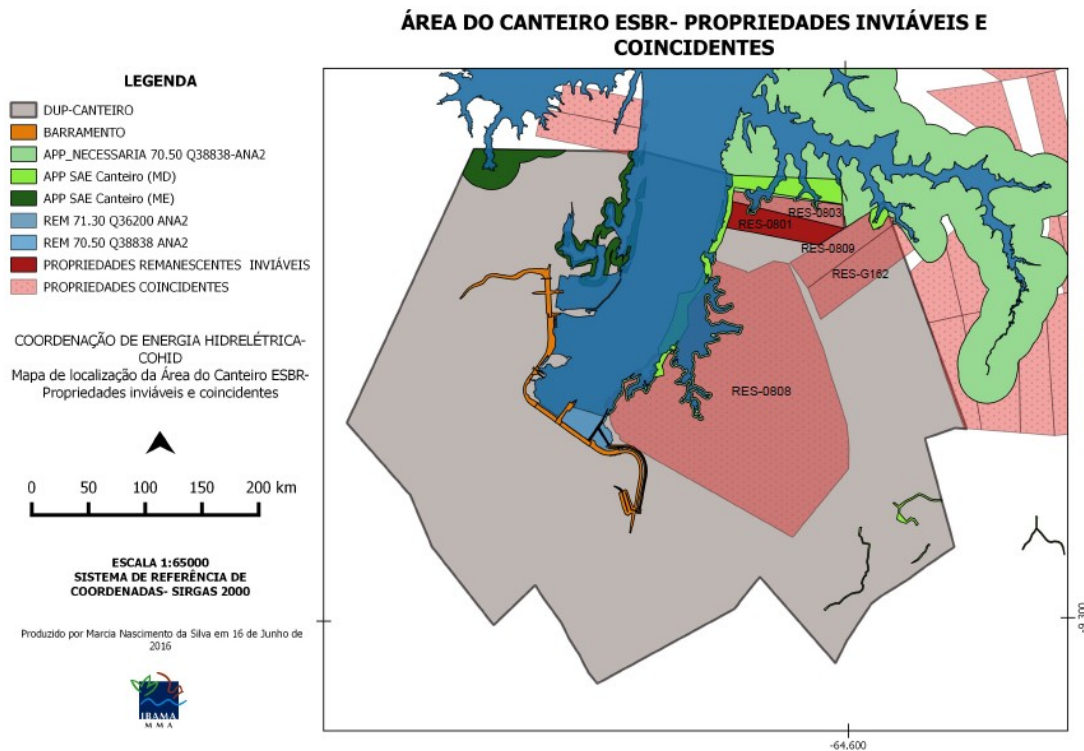 ÁREA DO CANTEIRO ESBR- PROPRIEDADES INVIÁVEIS E
COINCIDENTES
LEGENDA
DUP-CANTEIRO
BARRAMENTO
APP_NECESSARIA 70.50 Q38838-ANA2
APP SAE Canteiro (MD)
APP SAE Canteiro (ME)
REM 71.30 Q36200 ANA2
REM 70.50 Q38838 ANA2
PROPRIEDADES REMANESCENTES INVIÁVEIS
PROPRIEDADES COINCIDENTES
COORDENAÇÃO DE ENERGIA HIDRELÉTRICA-
COHID
Mapa de localização da Área do Canteiro ESBR-
Propriedades inviáveis e coincidentes
0 50 100 150 200 km
ESCALA 1:65000
SISTEMA DE REFERÊNCIA DE
COORDENADAS- SIRGAS 2000
Produzido por Marcia Nascimento da Silva em 16 de Junho de
2016
IBAMA
M M A
RES-0803
RES-0801
RES-0809
RES-G162
RES-0808
-9.300
-64.600